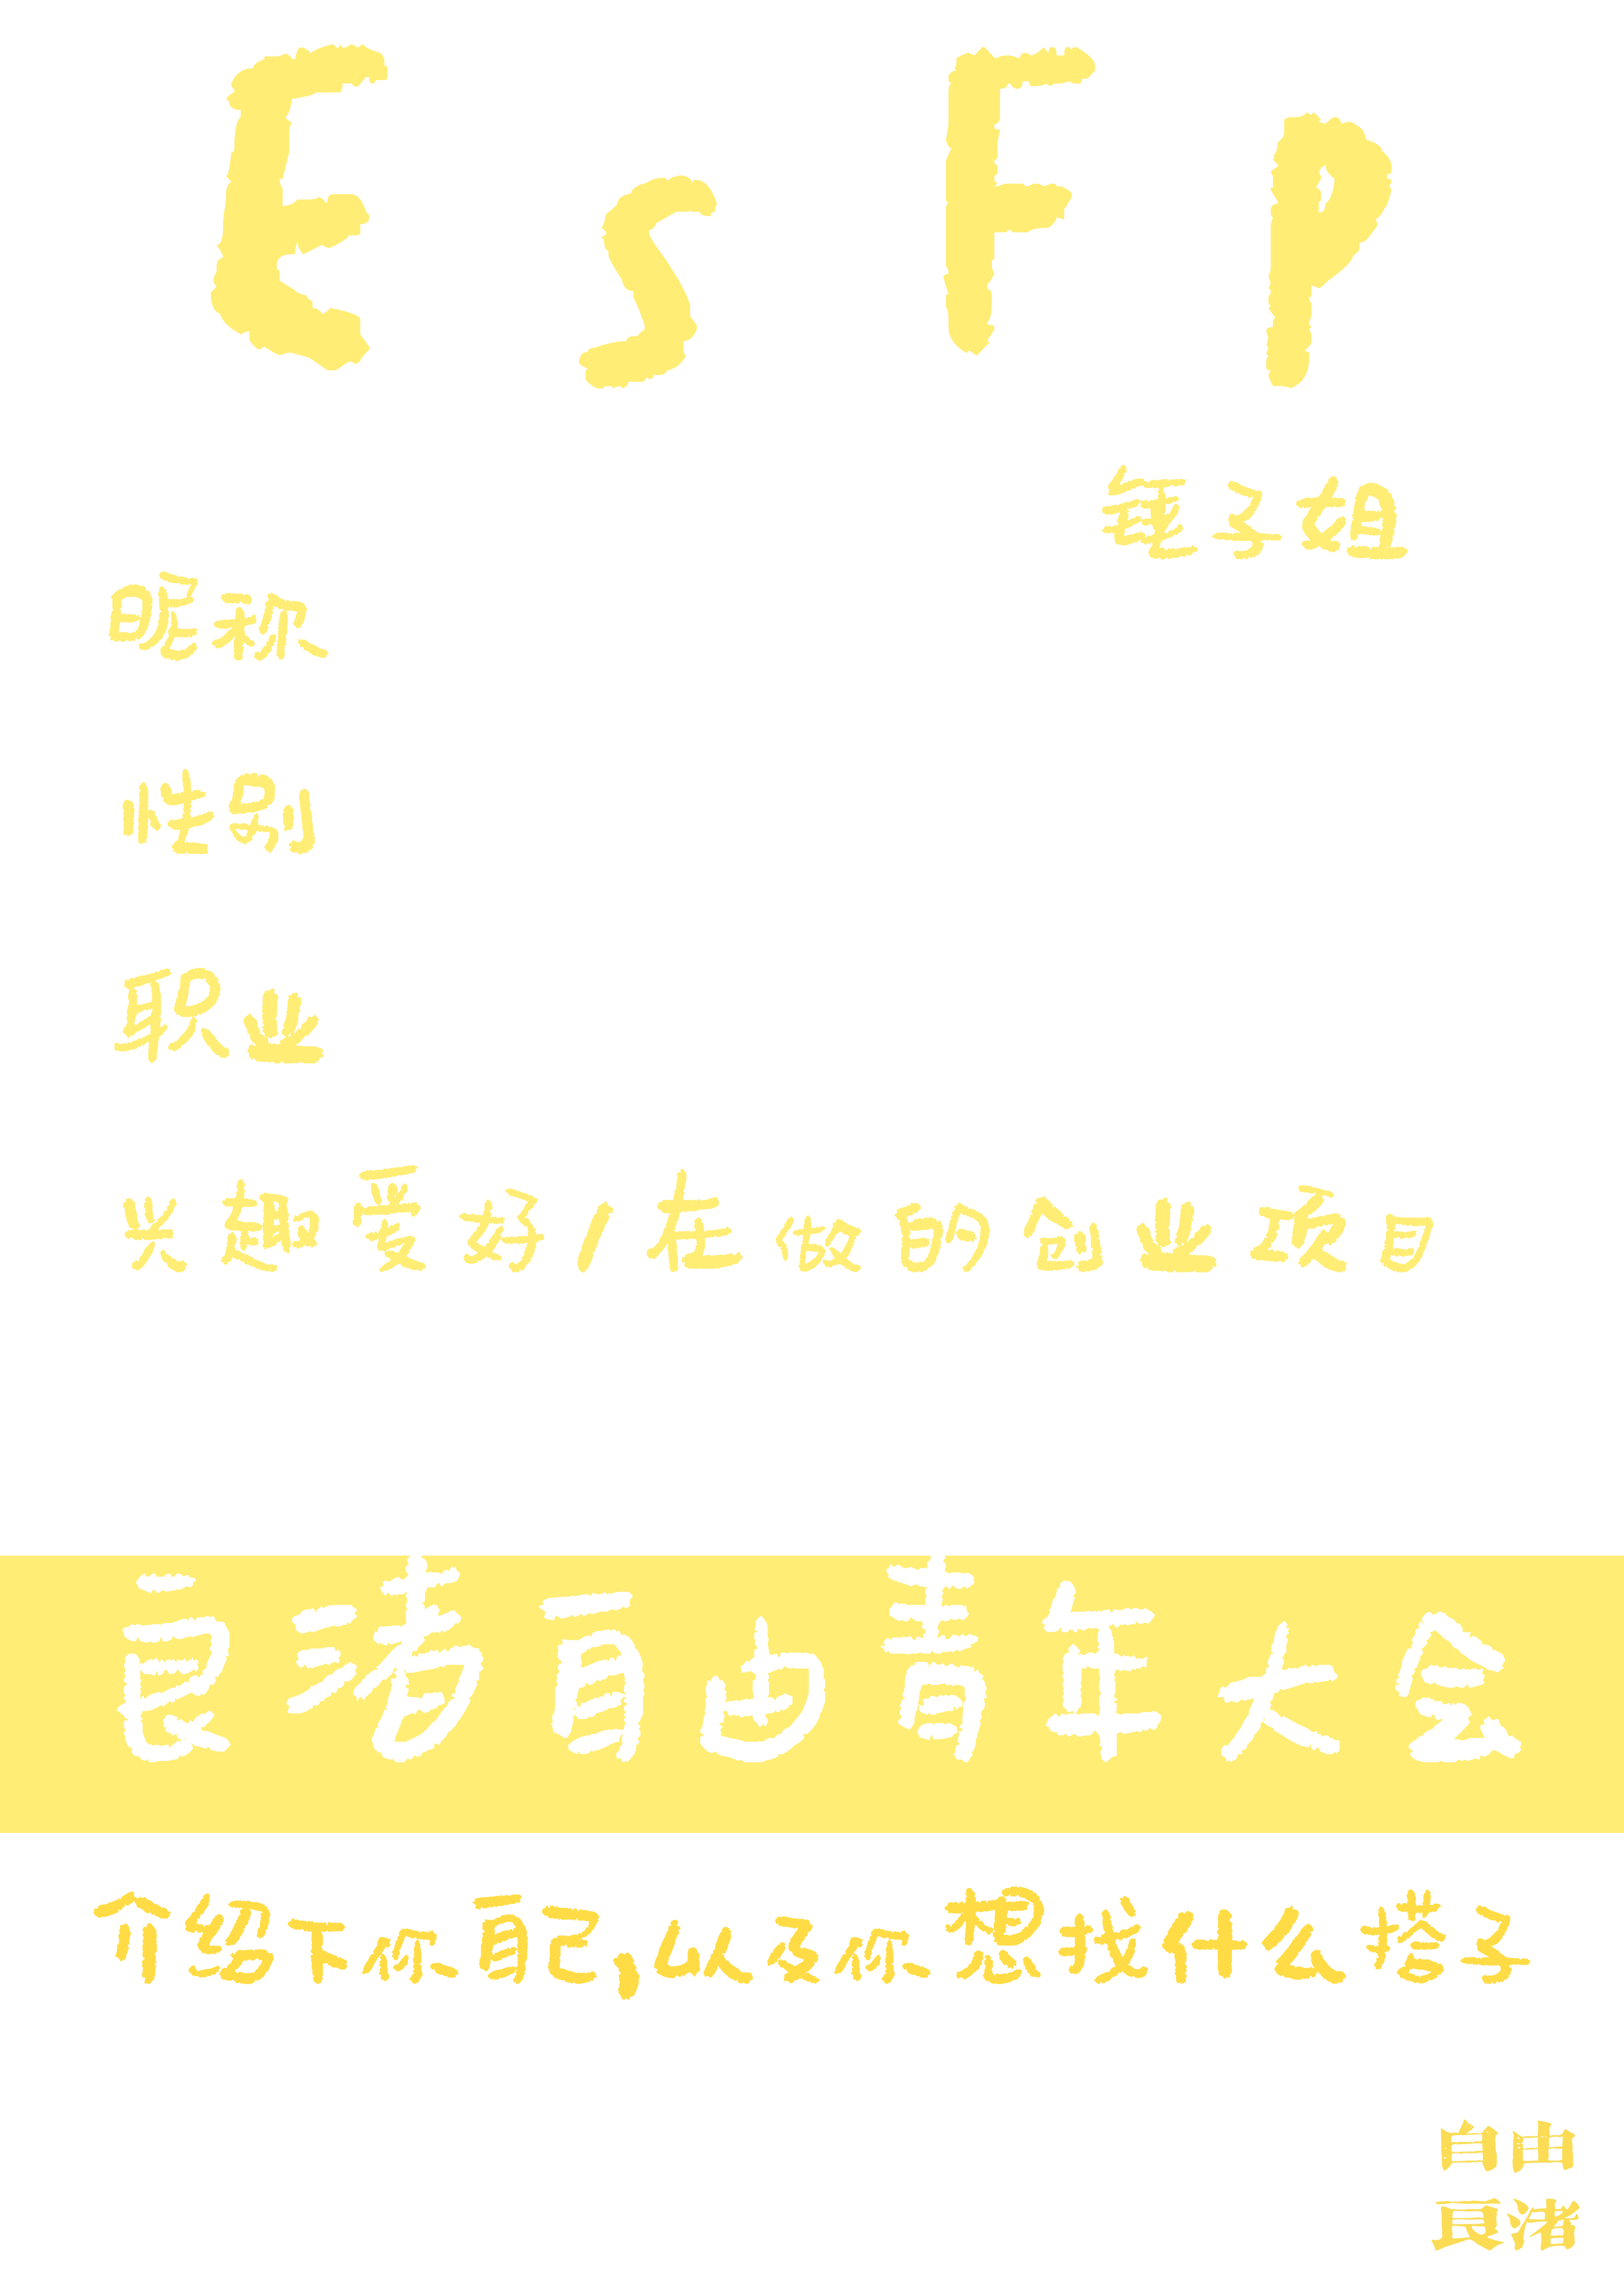 ESFP
钱子姐
昵称
性别
职业
兴趣爱好/在做的创业项目
良渚自由青年大会
介绍下你自己,以及你想找什么搭子
自由
良渚